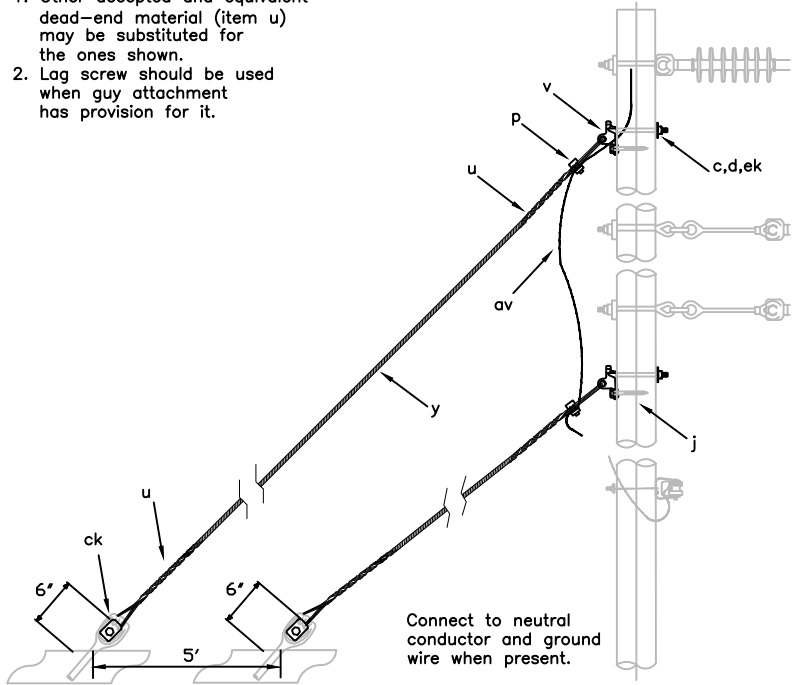 dead-end material (item u)
may be substituted for
the ones shown.
2. Lag screw should be used
when guy attachment
has provision for it.
v
p
u
c,d,ek
av
y
j
u
ck
6"
6"
5'
Connect to neutral
conductor and ground
wire when present.